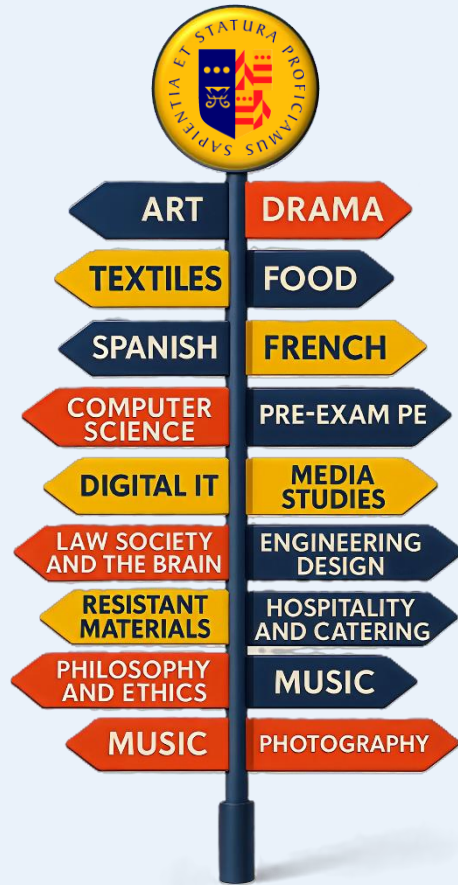 SAPIENTIA ET STATURA PROFICIAMUS
ART
DRAMA
TEXTILES
FOOD
SPANISH
FRENCH
COMPUTER
SCIENCE
PRE-EXAM PE
DIGITAL IT
MEDIA
STUDIES
LAW SOCIETY
AND THE BRAIN
ENGINEERING
DESIGN
RESISTANT
MATERIALS
HOSPITALITY
AND CATERING
PHILOSOPHY
AND ETHICS
MUSIC
MUSIC
PHOTOGRAPHY